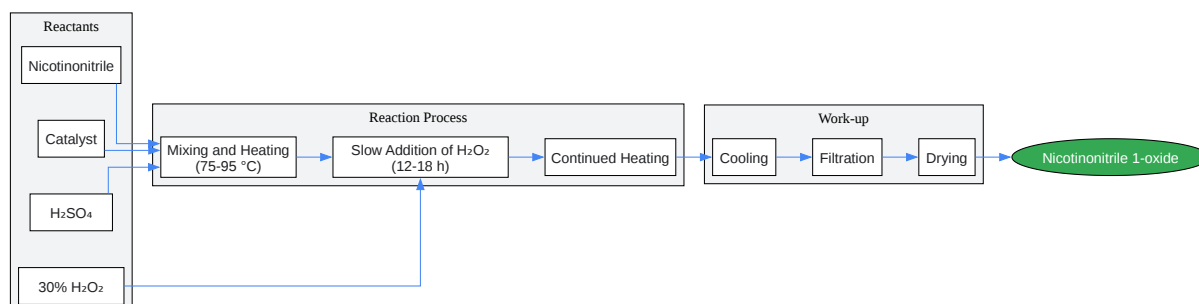 Reactants
Nicotinonitrile
Catalyst
H₂SO₄
30% H₂O₂
Reaction Process
Mixing and Heating
(75-95 °C)
Slow Addition of H₂O₂
(12-18 h)
Continued Heating
Work-up
Cooling
Filtration
Drying
Nicotinonitrile 1-oxide